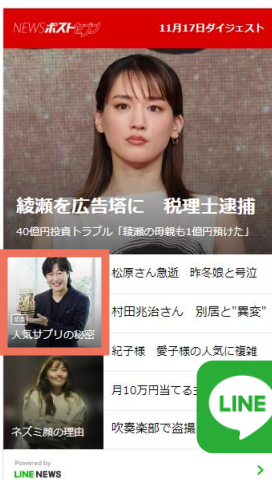 NEWSポストセブン
11月17日ダイジェスト
綾瀬を広告塔に 税理士逮捕
40億円投資トラブル「綾瀬の母親も1億円預けた」
広告
人気サプリの秘密
松原さん急逝 昨冬娘と号泣
村田兆治さん 別居と"異変"
紀子様 愛子様の人気に複雑
ネズミ顔の理由
月10万円当てる
吹奏楽部で盗撮
LINE
Powered by
LINE NEWS